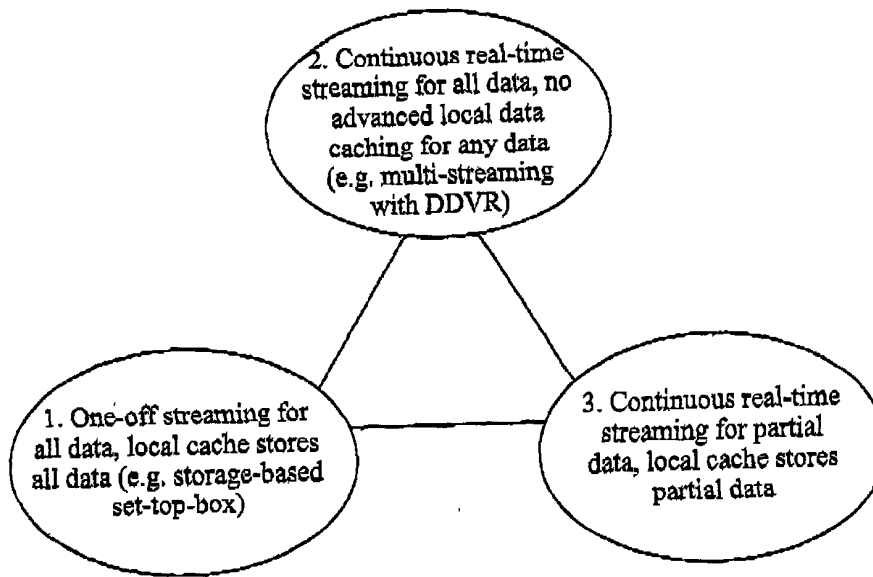 2. Continuous real-time
streaming for all data, no
advanced local data
caching for any data
(e.g. multi-streaming
with DDVR)
1. One-off streaming for
all data, local cache stores
all data (e.g. storage-based
set-top-box)
3. Continuous real-time
streaming for partial
data, local cache stores
partial data